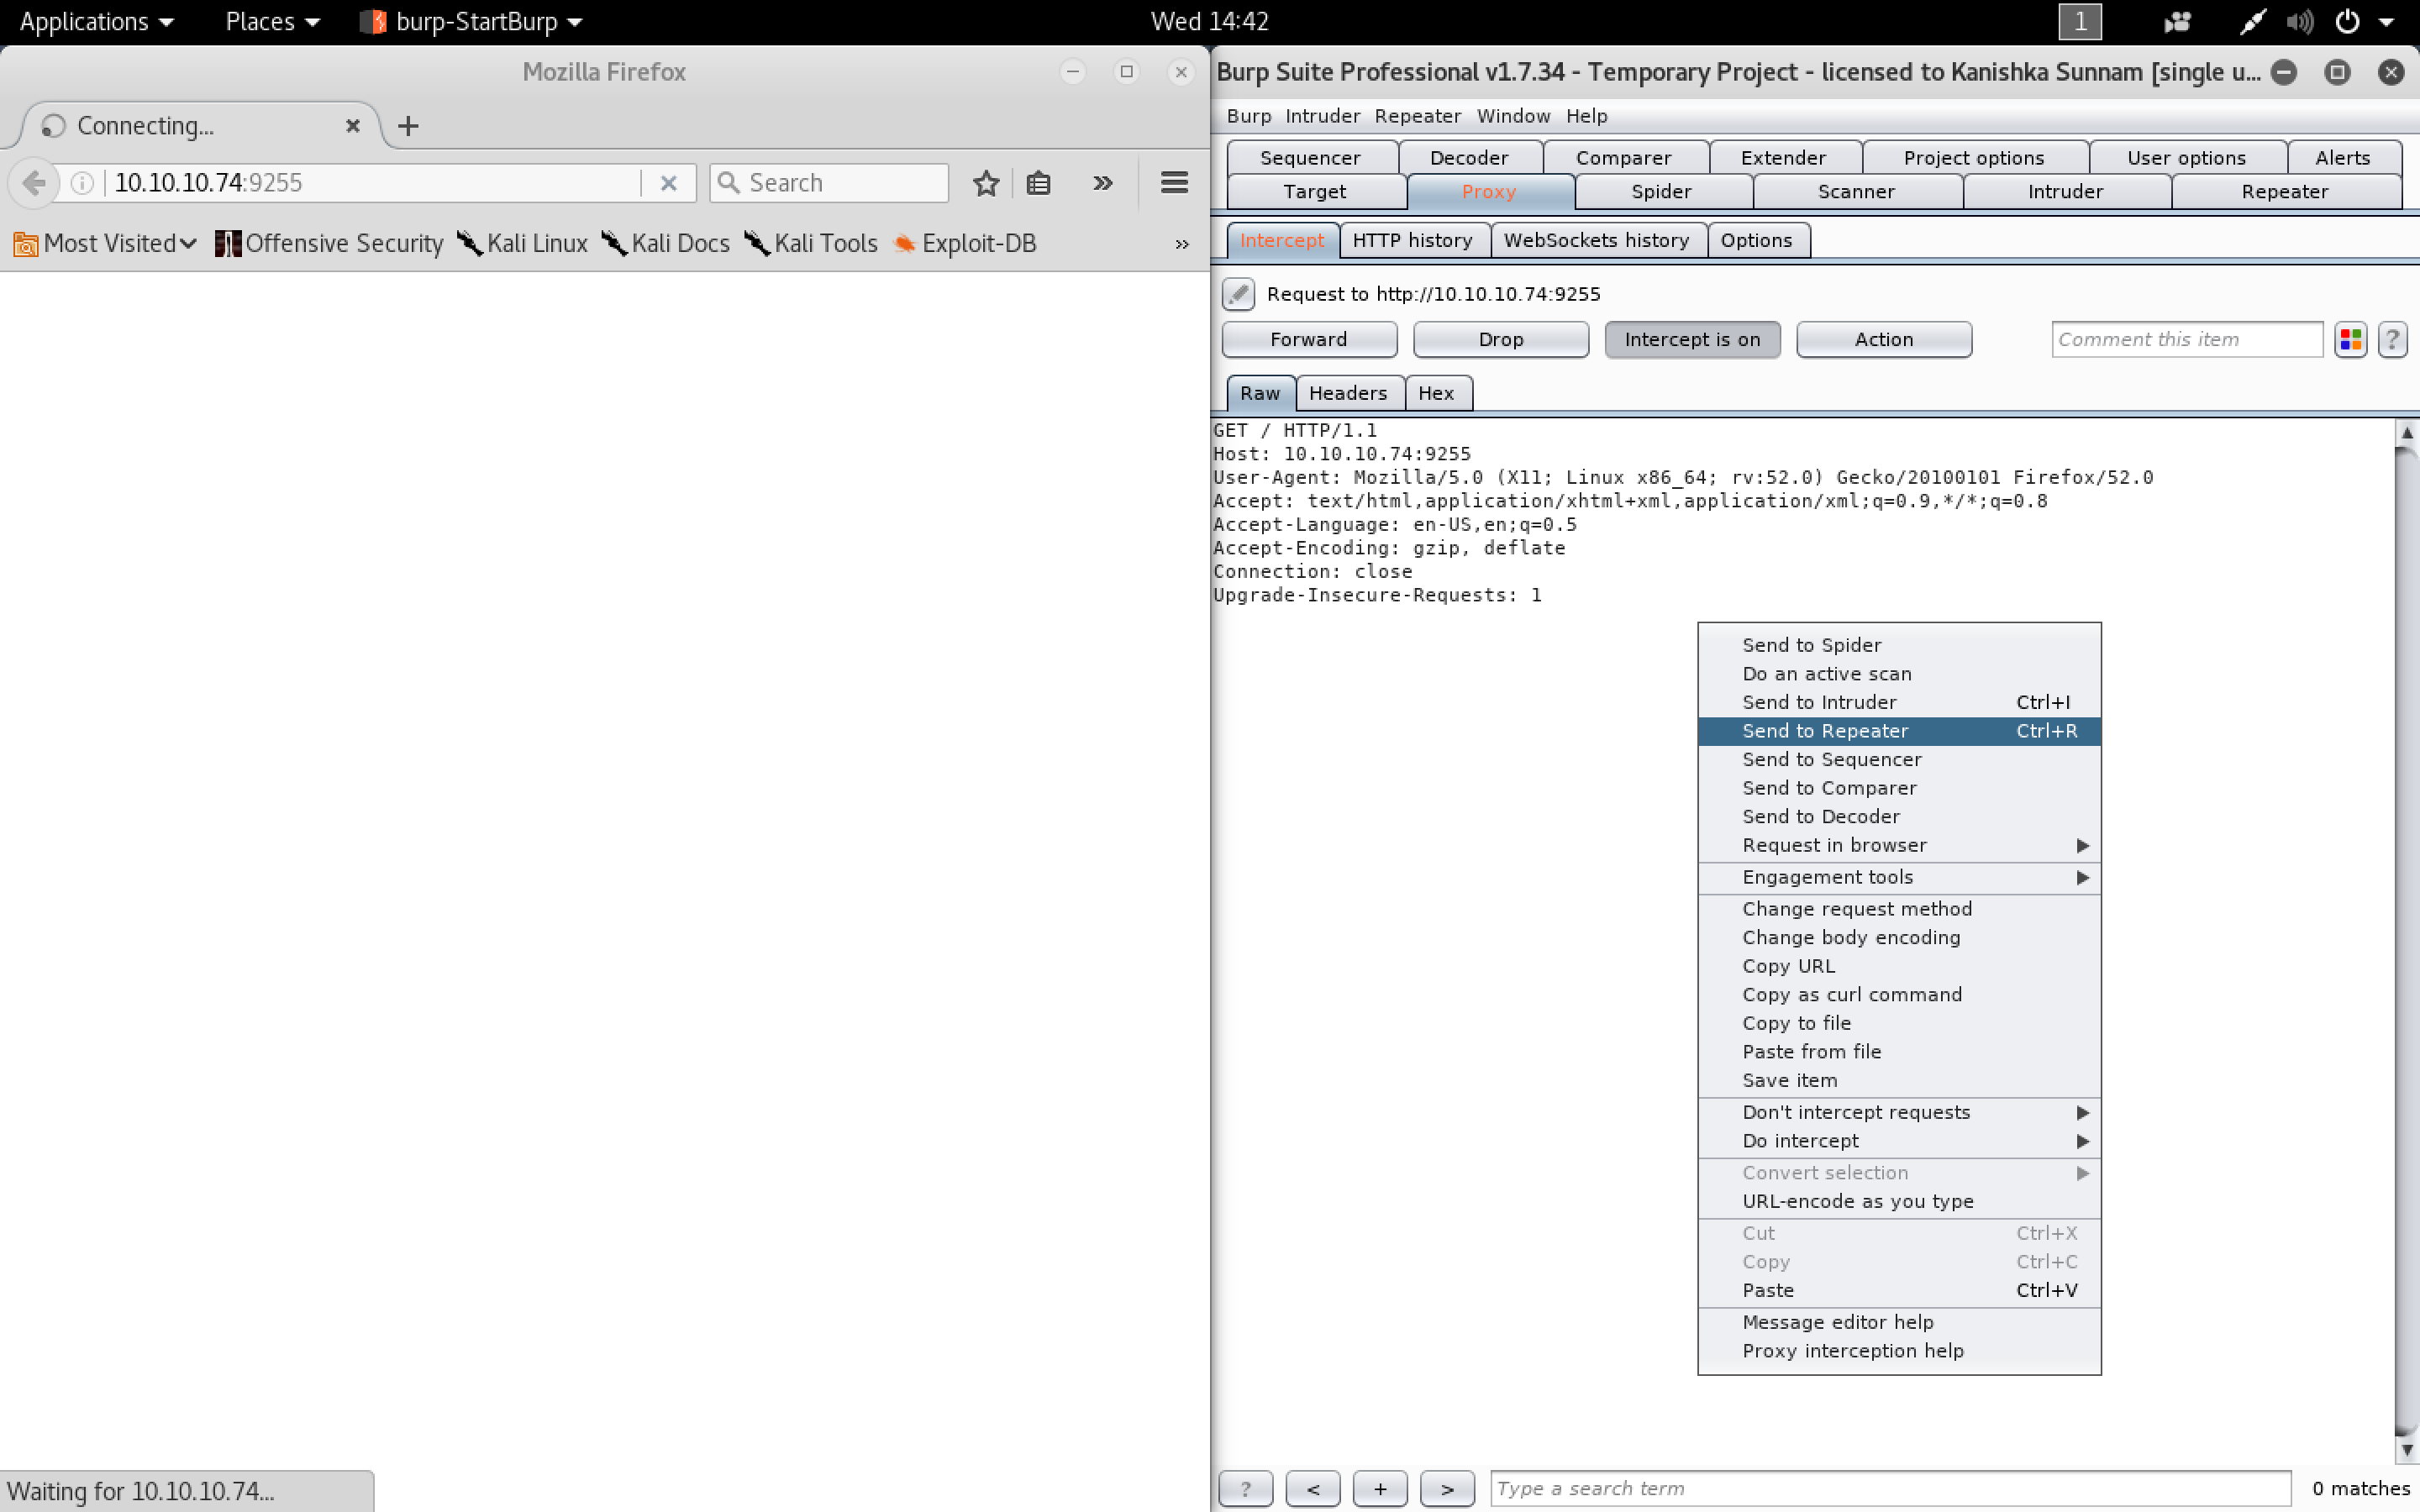 Applications Places burp-StartBurp Wed 14:42 1
Mozilla Firefox
Connecting...
10.10.10.74:9255 Search
Most Visited Offensive Security Kali Linux Kali Docs Kali Tools Exploit-DB »
Waiting for 10.10.10.74...
Burp Suite Professional v1.7.34 - Temporary Project - licensed to Kanishka Sunnam [single u...
Burp Intruder Repeater Window Help
Sequencer Decoder Comparer Extender Project options User options Alerts
Target Proxy Spider Scanner Intruder Repeater
Intercept HTTP history WebSockets history Options
Request to http://10.10.10.74:9255
Forward Drop Intercept is on Action Comment this item ?
Raw Headers Hex
GET / HTTP/1.1
Host: 10.10.10.74:9255
User-Agent: Mozilla/5.0 (X11; Linux x86_64; rv:52.0) Gecko/20100101 Firefox/52.0
Accept: text/html,application/xhtml+xml,application/xml;q=0.9,*/*;q=0.8
Accept-Language: en-US,en;q=0.5
Accept-Encoding: gzip, deflate
Connection: close
Upgrade-Insecure-Requests: 1
Send to Spider
Do an active scan
Send to Intruder Ctrl+I
Send to Repeater Ctrl+R
Send to Sequencer
Send to Comparer
Send to Decoder
Request in browser
Engagement tools
Change request method
Change body encoding
Copy URL
Copy as curl command
Copy to file
Paste from file
Save item
Don't intercept requests
Do intercept
Convert selection
URL-encode as you type
Cut Ctrl+X
Copy Ctrl+C
Paste Ctrl+V
Message editor help
Proxy interception help
? < + > Type a search term 0 matches